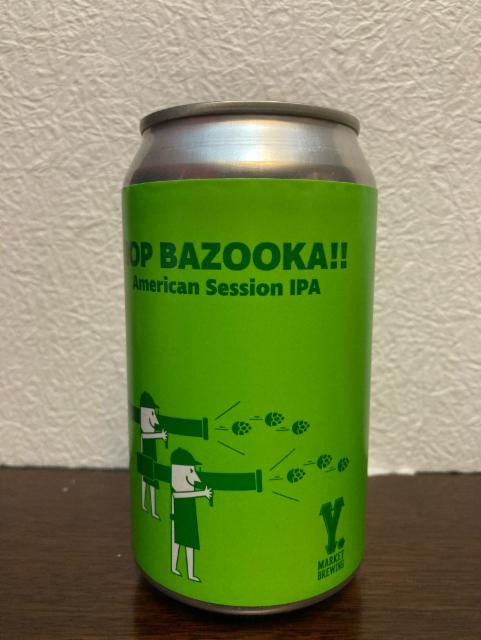 OP BAZOOKA!!
American Session IPA
Y.
MARKET
BREWING